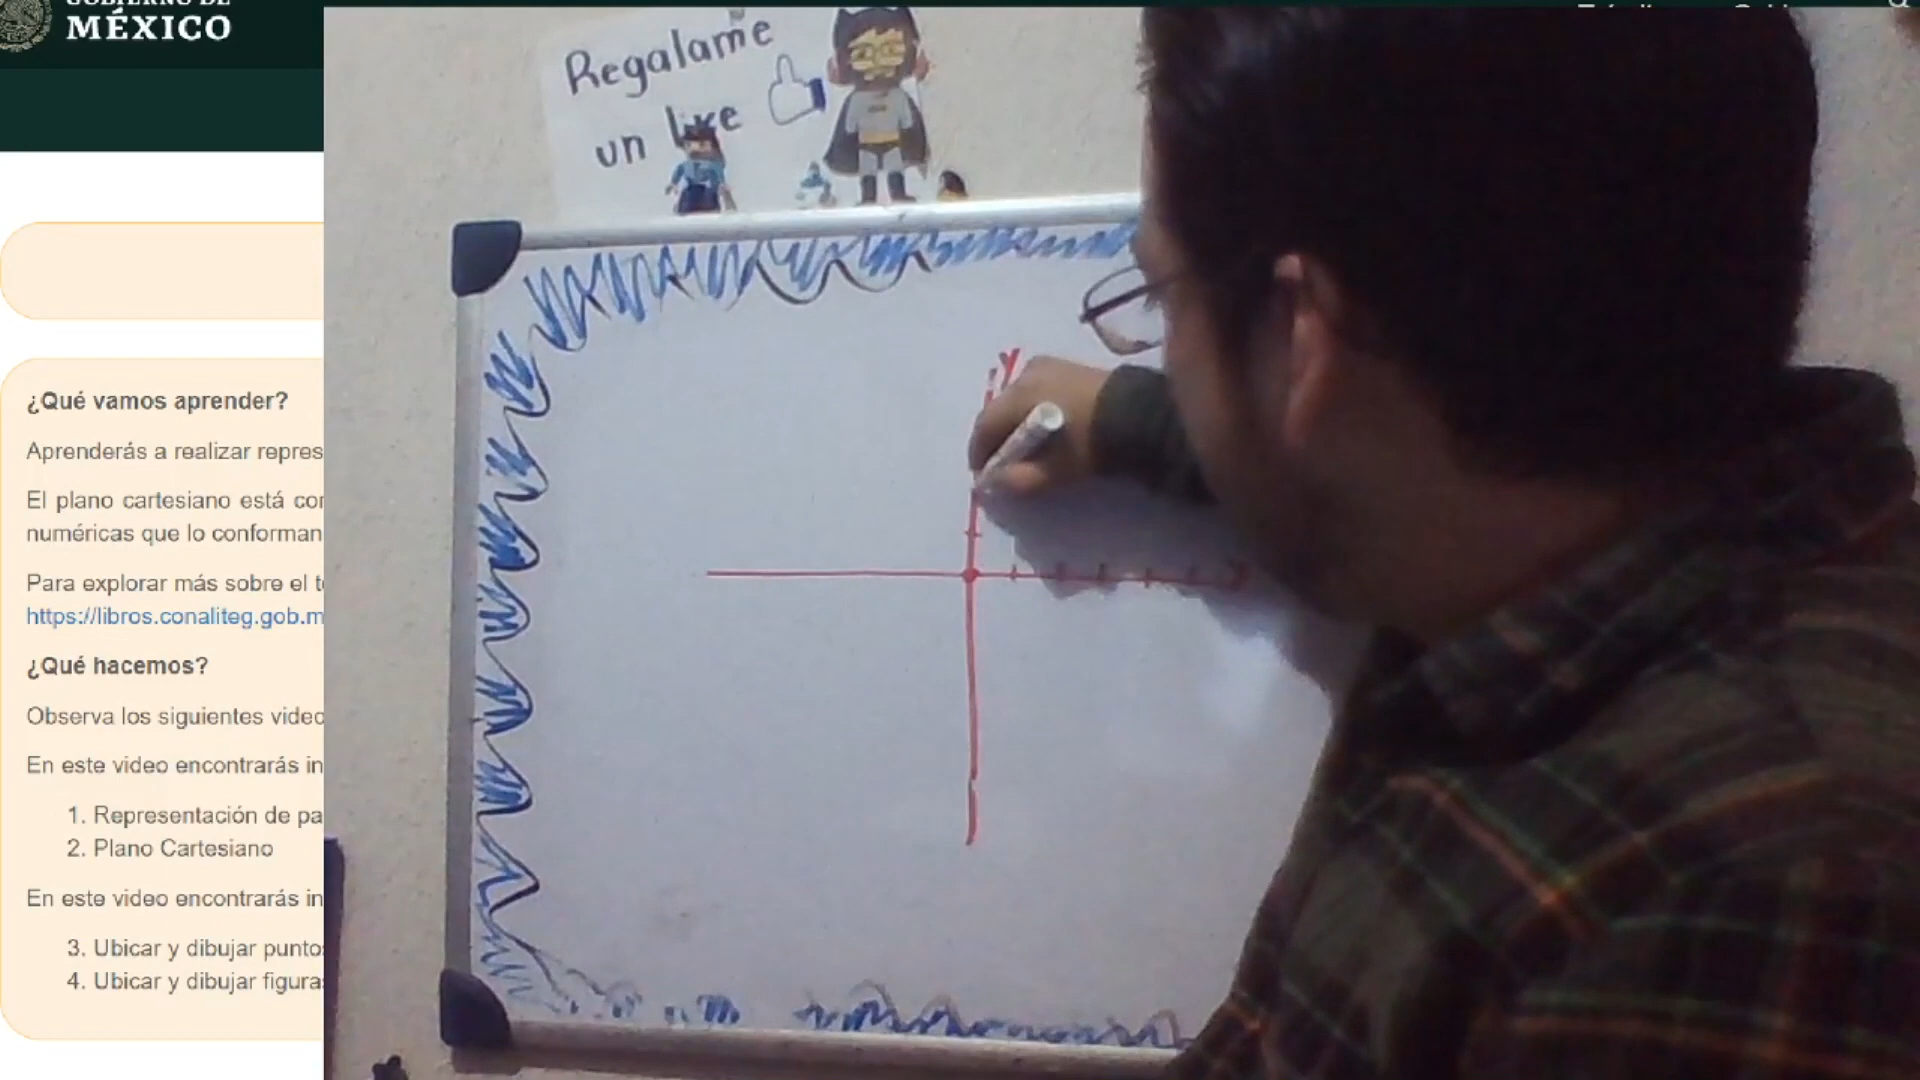 MÉXICO
Regalame
un like
Y
¿Qué vamos aprender?
Aprenderás a realizar repres
El plano cartesiano está cor
numéricas que lo conforman
Para explorar más sobre el t
https://libros.conaliteg.gob.m
¿Qué hacemos?
Observa los siguientes video
En este video encontrarás in
1. Representación de pa
2. Plano Cartesiano
En este video encontrarás in
3. Ubicar y dibujar punto
4. Ubicar y dibujar figura